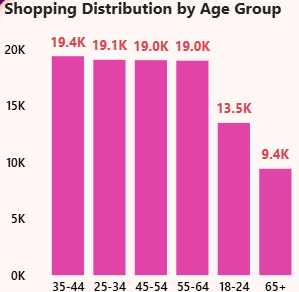 Shopping Distribution by Age Group
20K
15K
10K
5K
0K
19.4K 19.1K 19.0K 19.0K 13.5K 9.4K
35-44 25-34 45-54 55-64 18-24 65+